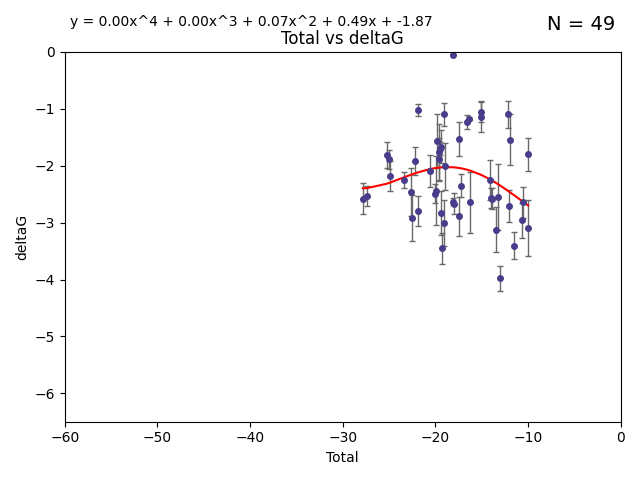 y = 0.00x^4 + 0.00x^3 + 0.07x^2 + 0.49x + -1.87
N = 49
Total vs deltaG
0
−1
−2
−3
−4
−5
−6
deltaG
−60 −50 −40 −30 −20 −10 0
Total